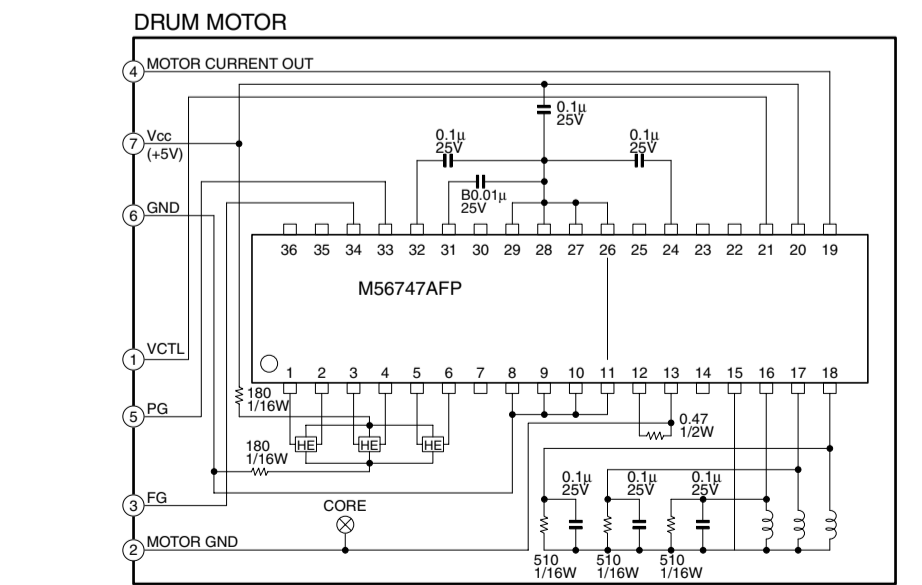 DRUM MOTOR
4 MOTOR CURRENT OUT
0.1μ
25V
7 Vcc
(+5V)
0.1μ
25V
0.1μ
25V
B0.01μ
25V
6 GND
36 35 34 33 32 31 30 29 28 27 26 25 24 23 22 21 20 19
M56747AFP
1 VCTL
1 2 3 4 5 6 7 8 9 10 11 12 13 14 15 16 17 18
180
1/16W
5 PG
0.47
1/2W
HE HE HE
180
1/16W
0.1μ
25V
0.1μ
25V
0.1μ
25V
3 FG
CORE
2 MOTOR GND
510
1/16W
510
1/16W
510
1/16W